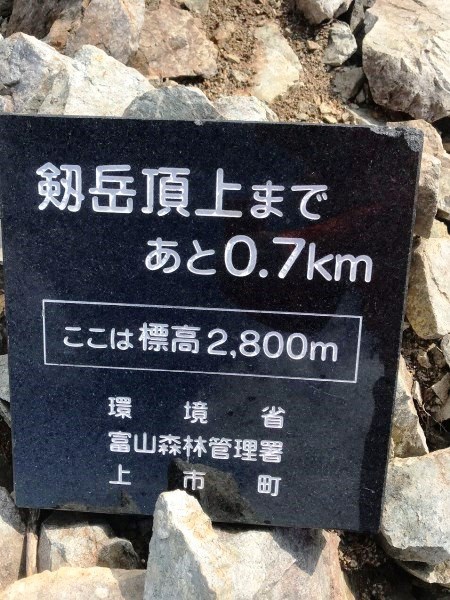 剱岳頂上まで
あと0.7km
ここは標高2,800m
環境省
富山森林管理署
上市町